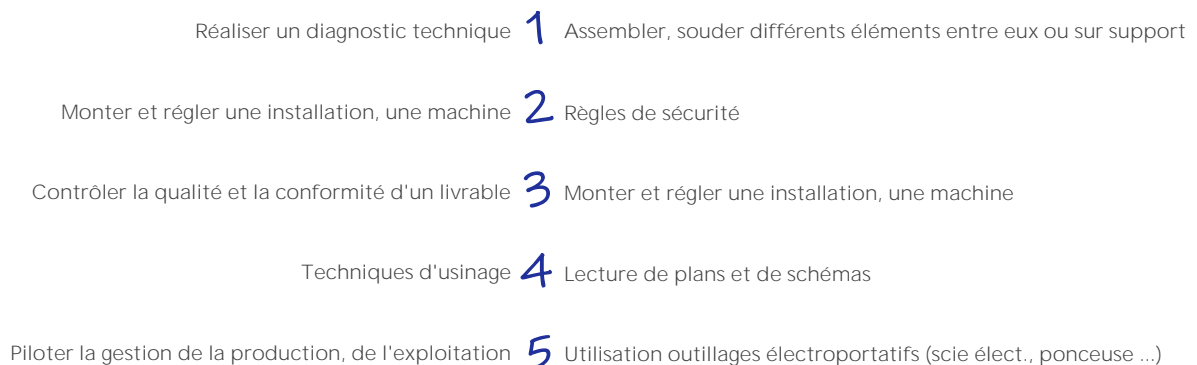 Réaliser un diagnostic technique 1 Assembler, souder différents éléments entre eux ou sur support
Monter et régler une installation, une machine 2 Règles de sécurité
Contrôler la qualité et la conformité d'un livrable 3 Monter et régler une installation, une machine
Techniques d'usinage 4 Lecture de plans et de schémas
Piloter la gestion de la production, de l'exploitation 5 Utilisation outillages électroportatifs (scie élect., ponceuse ...)